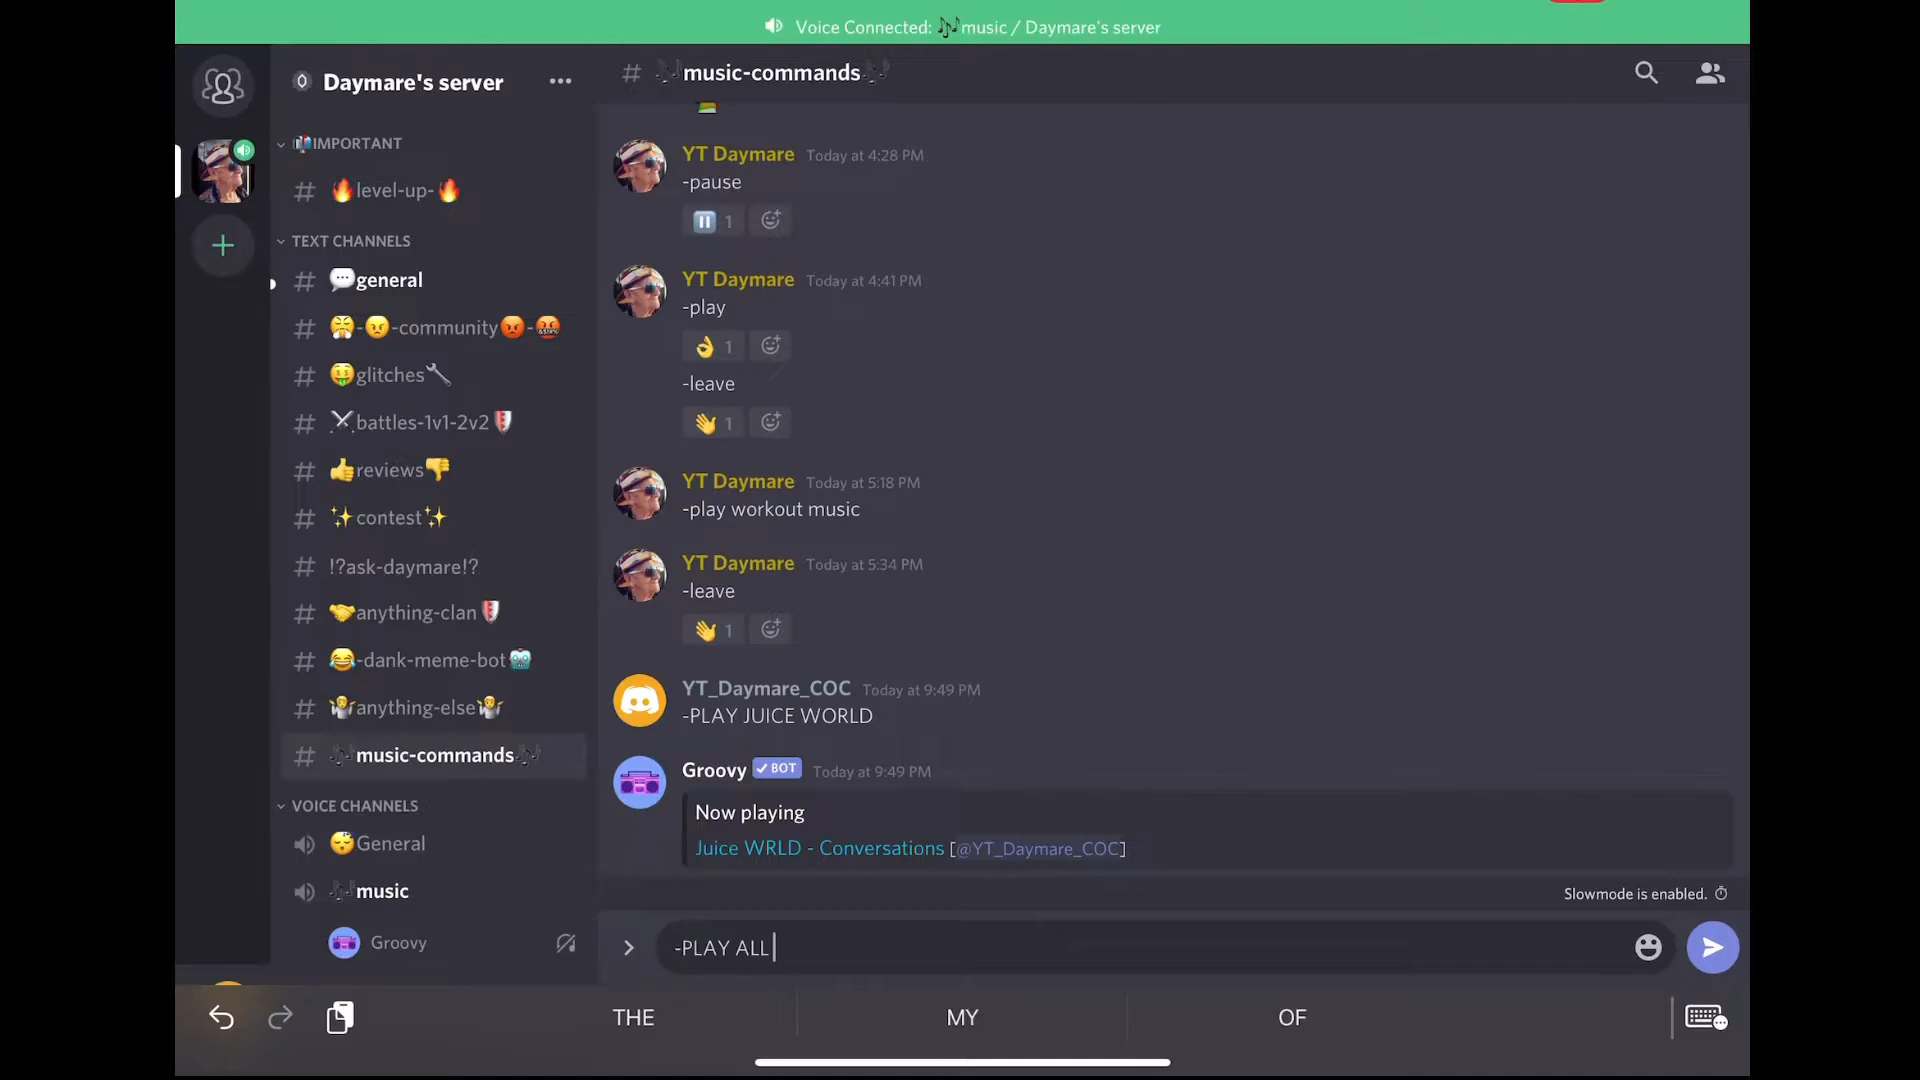 Voice Connected: 🎶music / Daymare's server
Daymare's server
🎶music-commands🎶
📬IMPORTANT
🔥level-up-🔥
TEXT CHANNELS
💬general
😤-😠-community😡-🤬
🤑glitches🔧
⚔battles-1v1-2v2🛡
👍reviews👎
✨contest✨
!?ask-daymare!?
🤝anything-clan🛡
😂-dank-meme-bot🤖
🤷anything-else🤷
🎶music-commands🎶
VOICE CHANNELS
😴General
🎶music
Groovy
YT Daymare Today at 4:28 PM
-pause
1
YT Daymare Today at 4:41 PM
-play
1
-leave
1
YT Daymare Today at 5:18 PM
-play workout music
YT Daymare Today at 5:34 PM
-leave
1
YT_Daymare_COC Today at 9:49 PM
-PLAY JUICE WORLD
Groovy ✓BOT Today at 9:49 PM
Now playing
Juice WRLD - Conversations [@YT_Daymare_COC]
Slowmode is enabled.
-PLAY ALL
THE MY OF